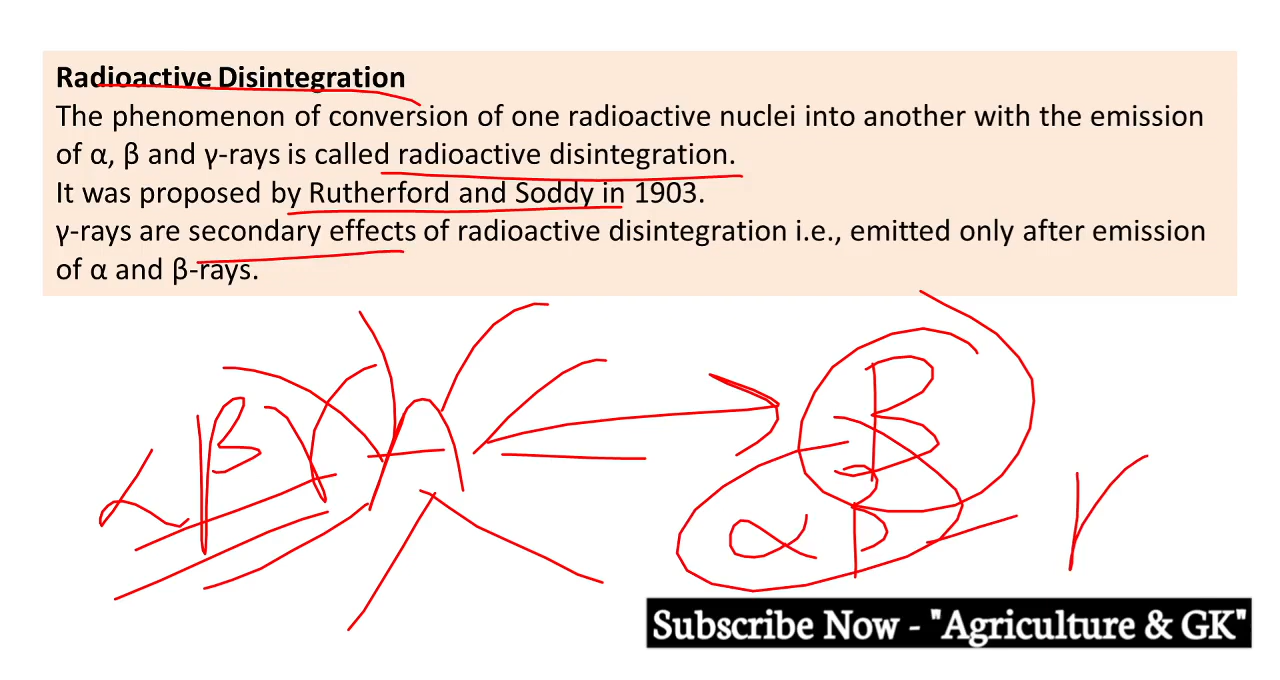 Radioactive Disintegration
The phenomenon of conversion of one radioactive nuclei into another with the emission
of α, β and γ-rays is called radioactive disintegration.
It was proposed by Rutherford and Soddy in 1903.
γ-rays are secondary effects of radioactive disintegration i.e., emitted only after emission
of α and β-rays.
α β γ A B
α β γ
Subscribe Now - "Agriculture & GK"